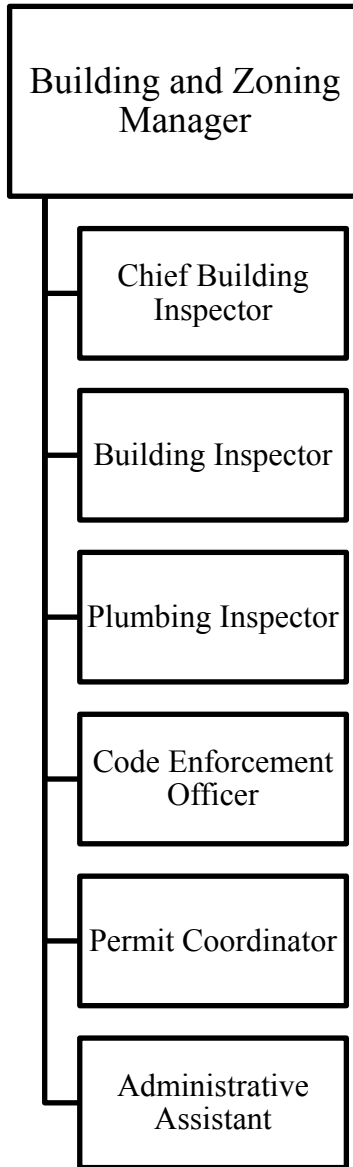 Building and Zoning
Manager
Chief Building
Inspector
Building Inspector
Plumbing Inspector
Code Enforcement
Officer
Permit Coordinator
Administrative
Assistant